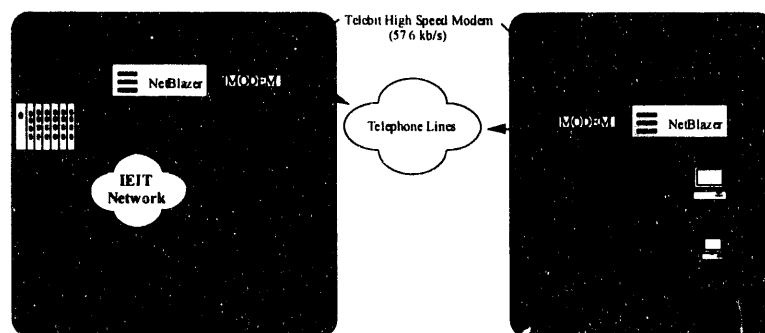 Telebit High Speed Modem
(57.6 kb/s)
NetBlazer
MODEM
Telephone Lines
MODEM
NetBlazer
IEIT
Network